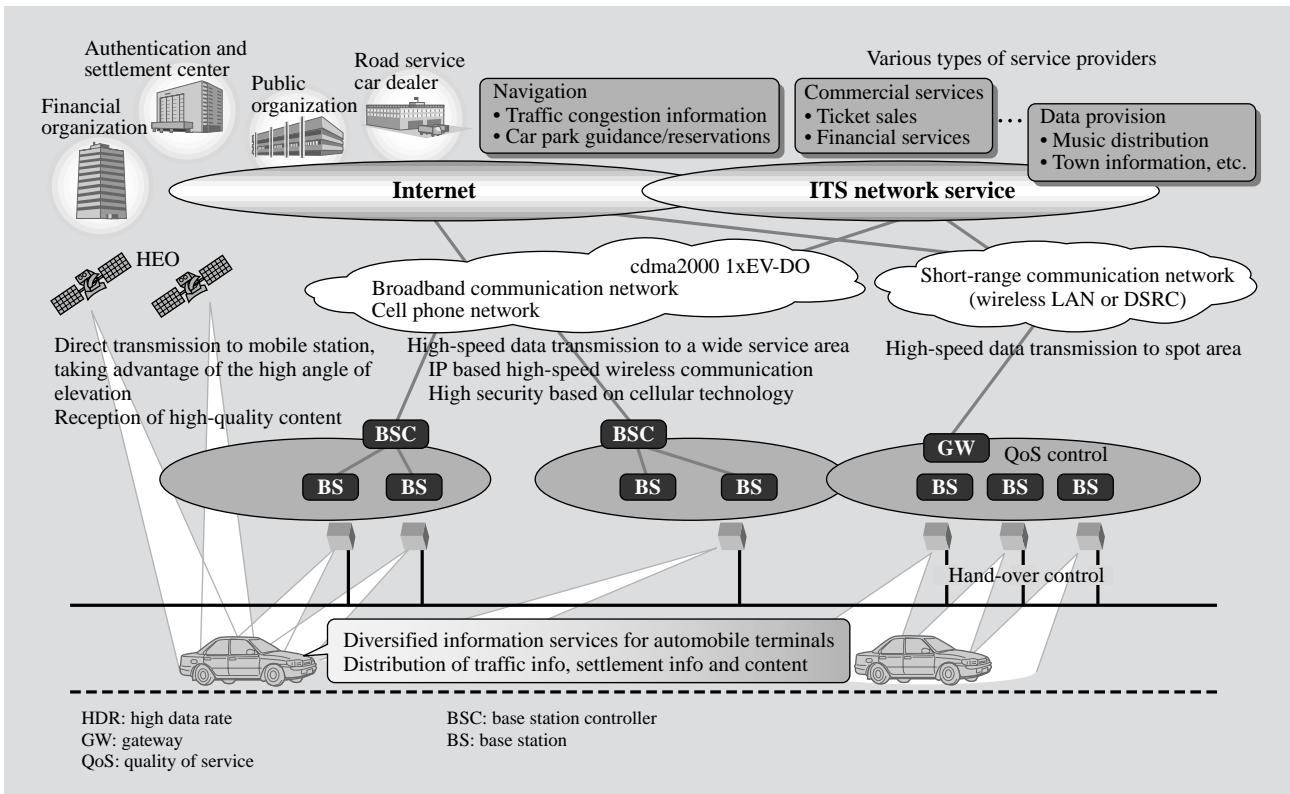 Authentication and
settlement center
Financial
organization
Public
organization
Road service
car dealer
Various types of service providers
Navigation
• Traffic congestion information
• Car park guidance/reservations
Commercial services
• Ticket sales
• Financial services
...
Data provision
• Music distribution
• Town information, etc.
Internet
ITS network service
HEO
cdma2000 1xEV-DO
Broadband communication network
Cell phone network
Short-range communication network
(wireless LAN or DSRC)
Direct transmission to mobile station,
taking advantage of the high angle of
elevation
Reception of high-quality content
High-speed data transmission to a wide service area
IP based high-speed wireless communication
High security based on cellular technology
High-speed data transmission to spot area
BSC
BS
BS
BSC
BS
BS
GW
QoS control
BS
BS
BS
Hand-over control
Diversified information services for automobile terminals
Distribution of traffic info, settlement info and content
HDR: high data rate
GW: gateway
QoS: quality of service
BSC: base station controller
BS: base station